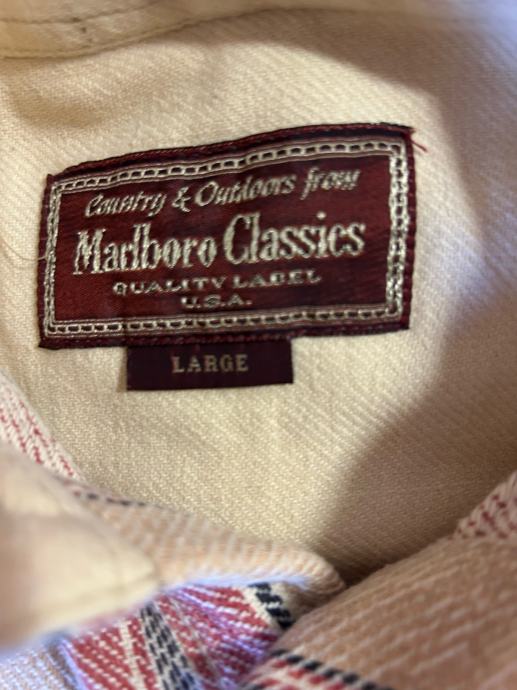 Country & Outdoors from
Marlboro Classics
QUALITY LABEL
U.S.A.
LARGE